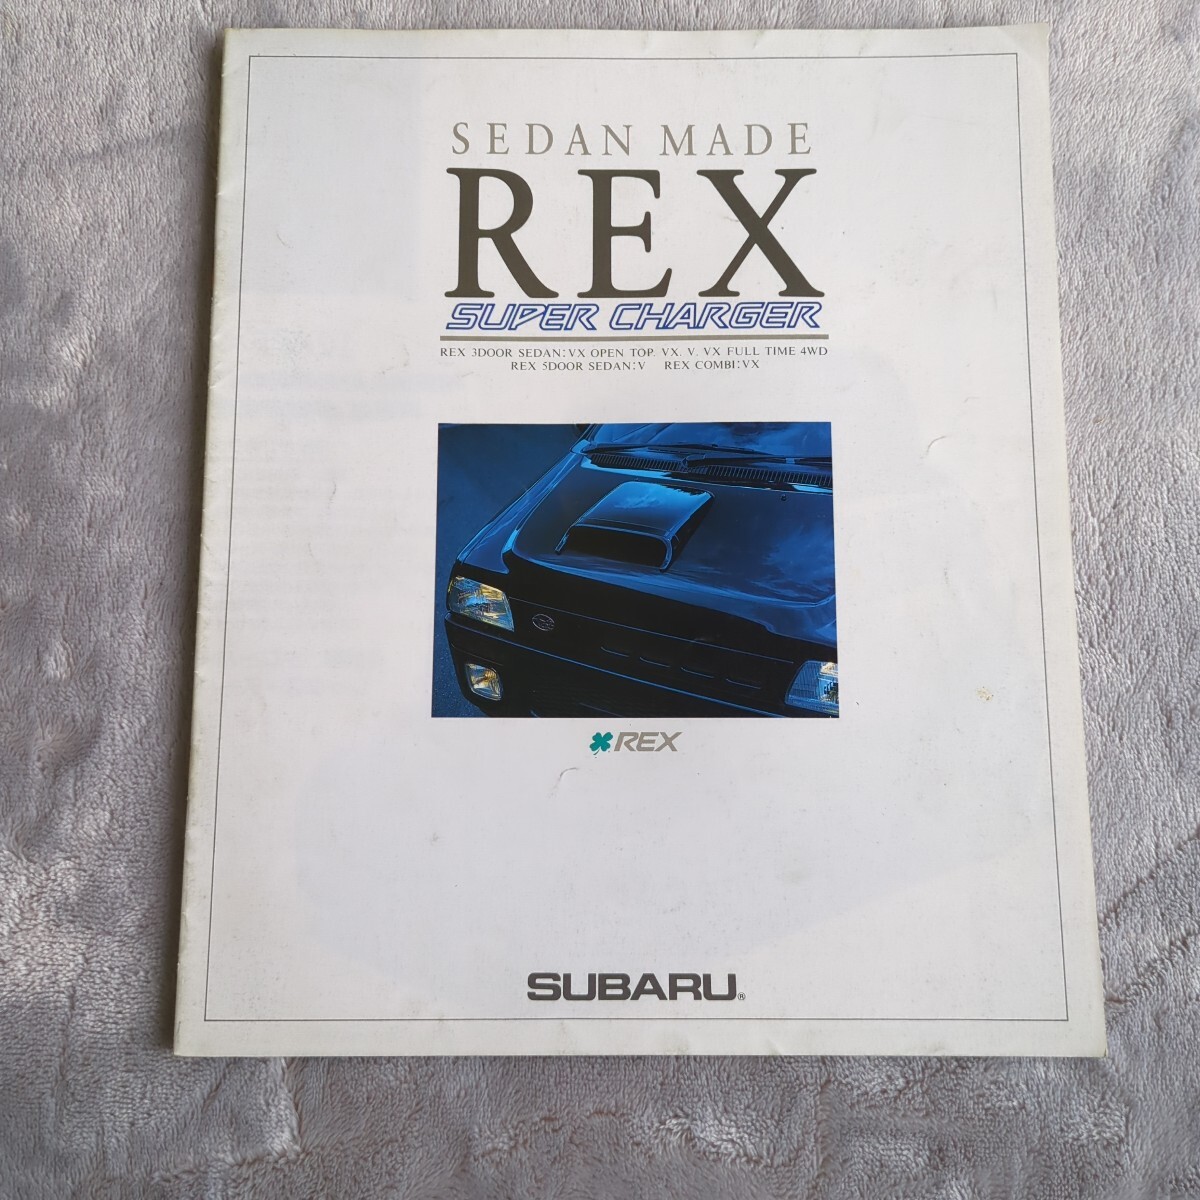 SEDAN MADE
REX
SUPER CHARGER
REX 3DOOR SEDAN:VX OPEN TOP. VX. V. VX FULL TIME 4WD
REX 5DOOR SEDAN:V REX COMBI:VX
REX
SUBARU®